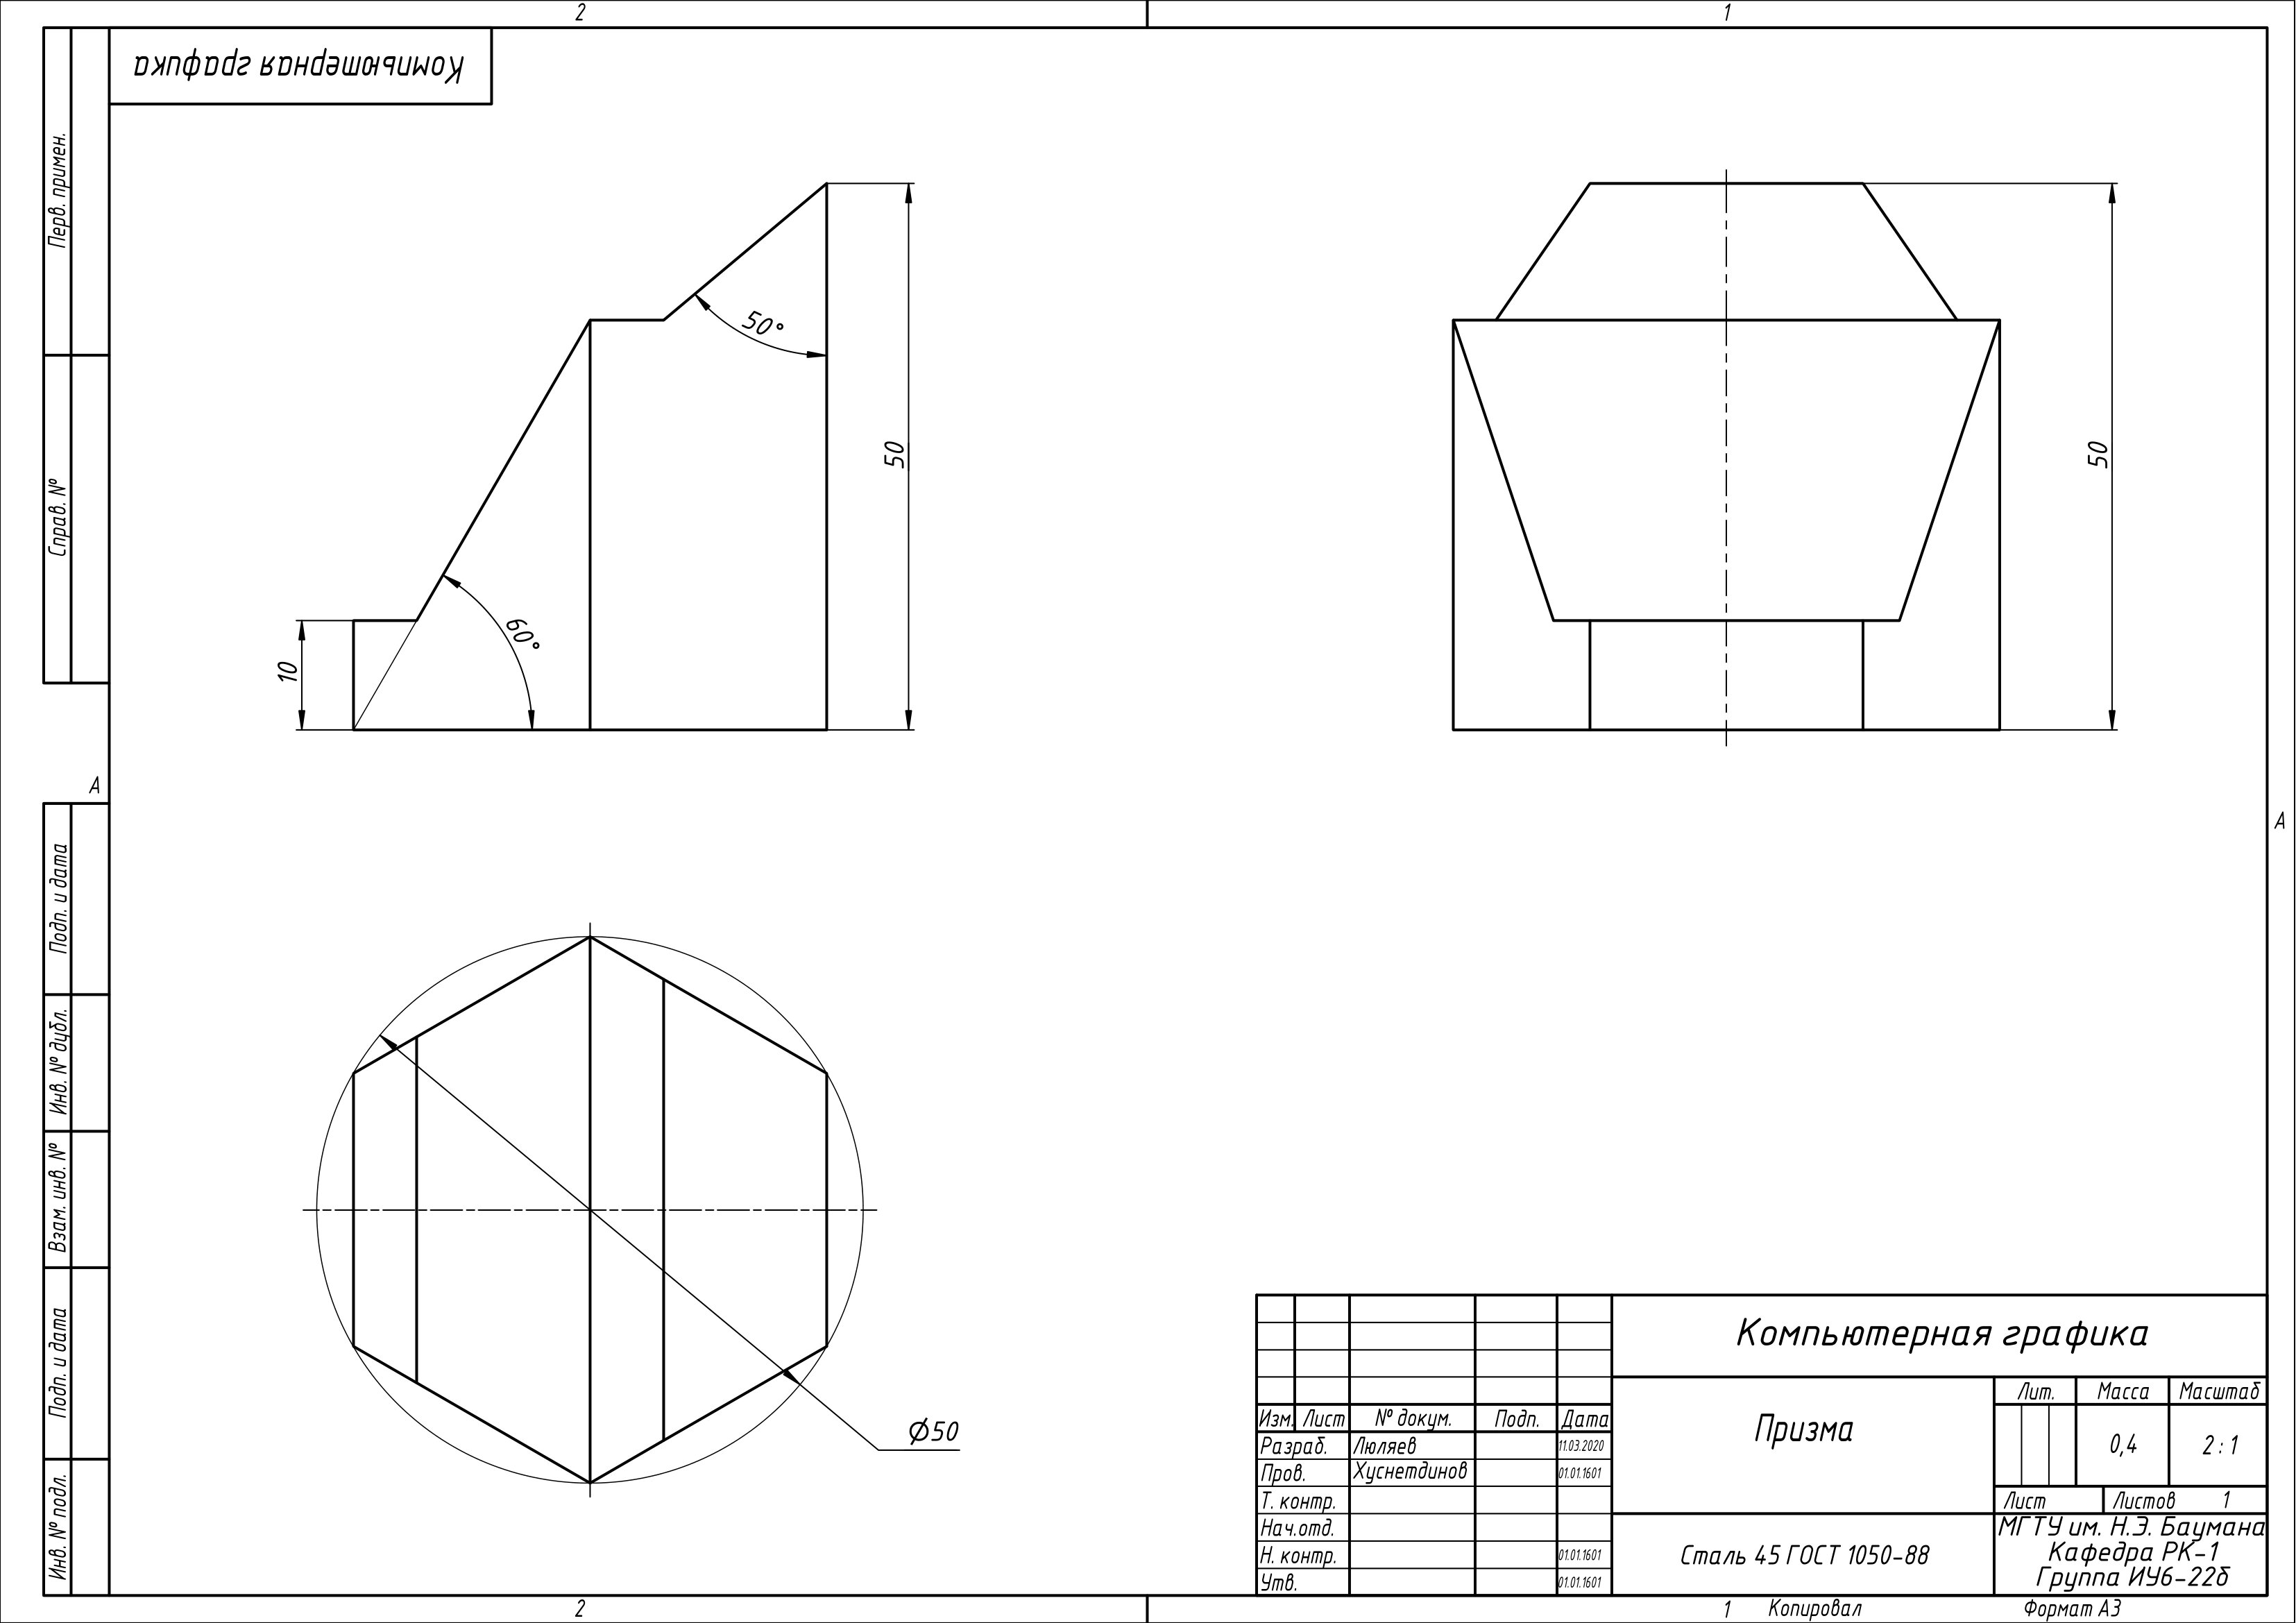 2
1
Компьютерная графика
Перв. примен.
Справ. №
А
А
Подп. и дата
Инв. № дубл.
Взам. инв. №
Подп. и дата
Инв. № подл.
50°
60°
10
50
50
⌀50
Компьютерная графика
Призма
Лит. Масса Масштаб
0,4 2:1
Изм. Лист № докум. Подп. Дата
Разраб. Люляев 11.03.2020
Пров. Хуснетдинов 01.01.1601
Т. контр.
Нач.отд.
Н. контр. 01.01.1601
Утв. 01.01.1601
Лист Листов 1
Сталь 45 ГОСТ 1050-88
МГТУ им. Н.Э. Баумана
Кафедра РК-1
Группа ИУ6-22б
2
1
Копировал Формат А3